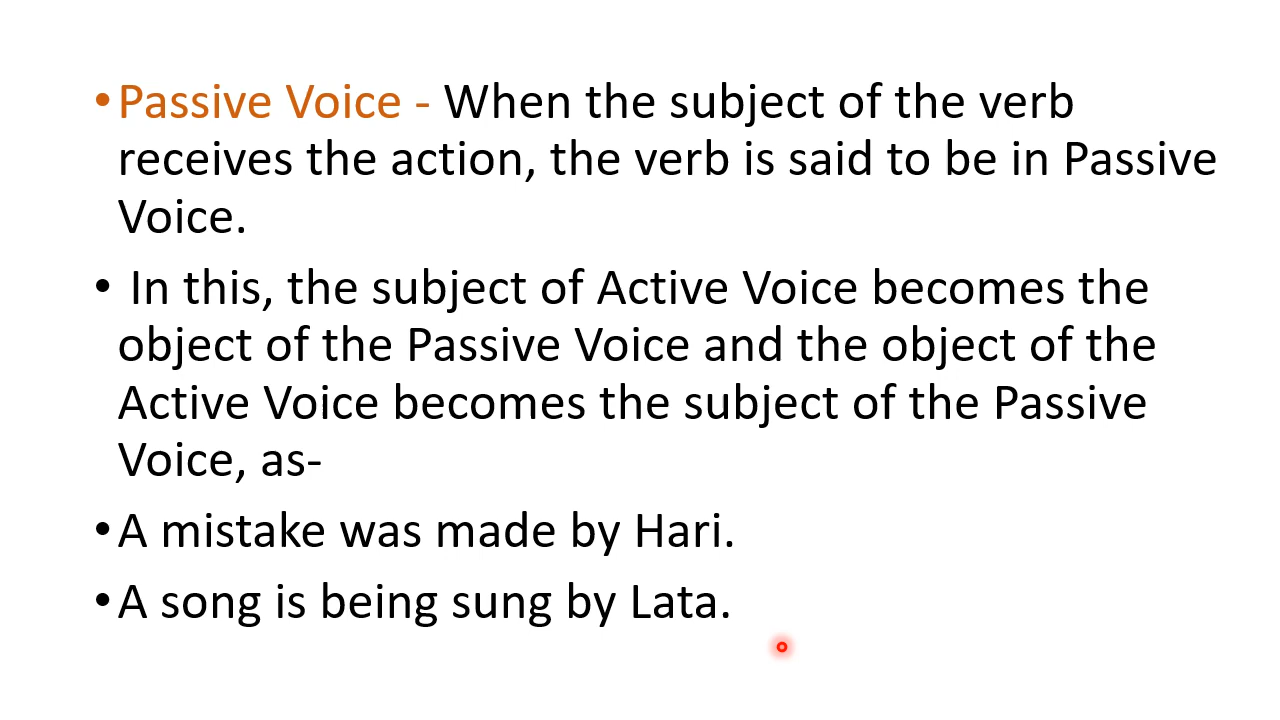 •Passive Voice - When the subject of the verb
receives the action, the verb is said to be in Passive
Voice.
• In this, the subject of Active Voice becomes the
object of the Passive Voice and the object of the
Active Voice becomes the subject of the Passive
Voice, as-
•A mistake was made by Hari.
•A song is being sung by Lata.